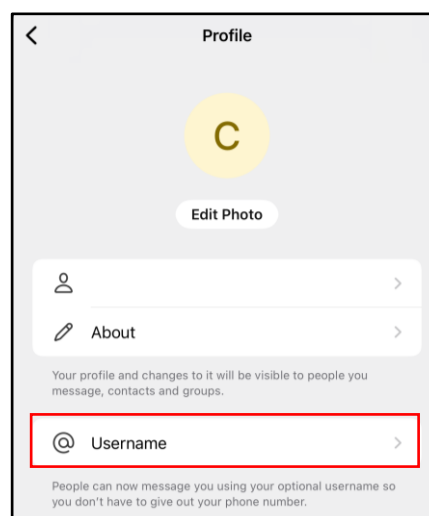 Profile
C
Edit Photo
About
Your profile and changes to it will be visible to people you
message, contacts and groups.
Username
People can now message you using your optional username so
you don't have to give out your phone number.